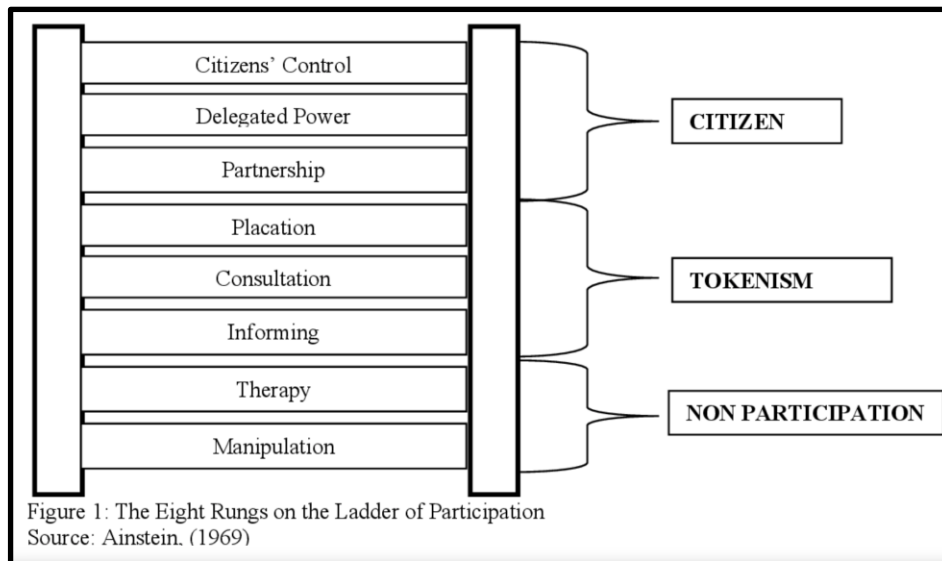 Citizens' Control
Delegated Power
Partnership
CITIZEN
Placation
Consultation
Informing
TOKENISM
Therapy
Manipulation
NON PARTICIPATION
Figure 1: The Eight Rungs on the Ladder of Participation
Source: Ainstein, (1969)